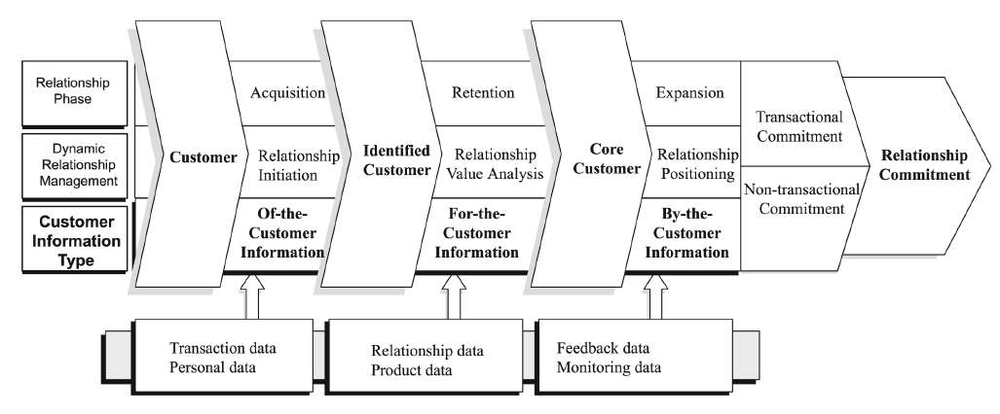 Relationship
Phase
Acquisition
Retention
Expansion
Transactional
Commitment
Dynamic
Relationship
Management
Customer
Relationship
Initiation
Identified
Customer
Relationship
Value Analysis
Core
Customer
Relationship
Positioning
Relationship
Commitment
Non-transactional
Commitment
Customer
Information
Type
Of-the-
Customer
Information
For-the-
Customer
Information
By-the-
Customer
Information
Transaction data
Personal data
Relationship data
Product data
Feedback data
Monitoring data